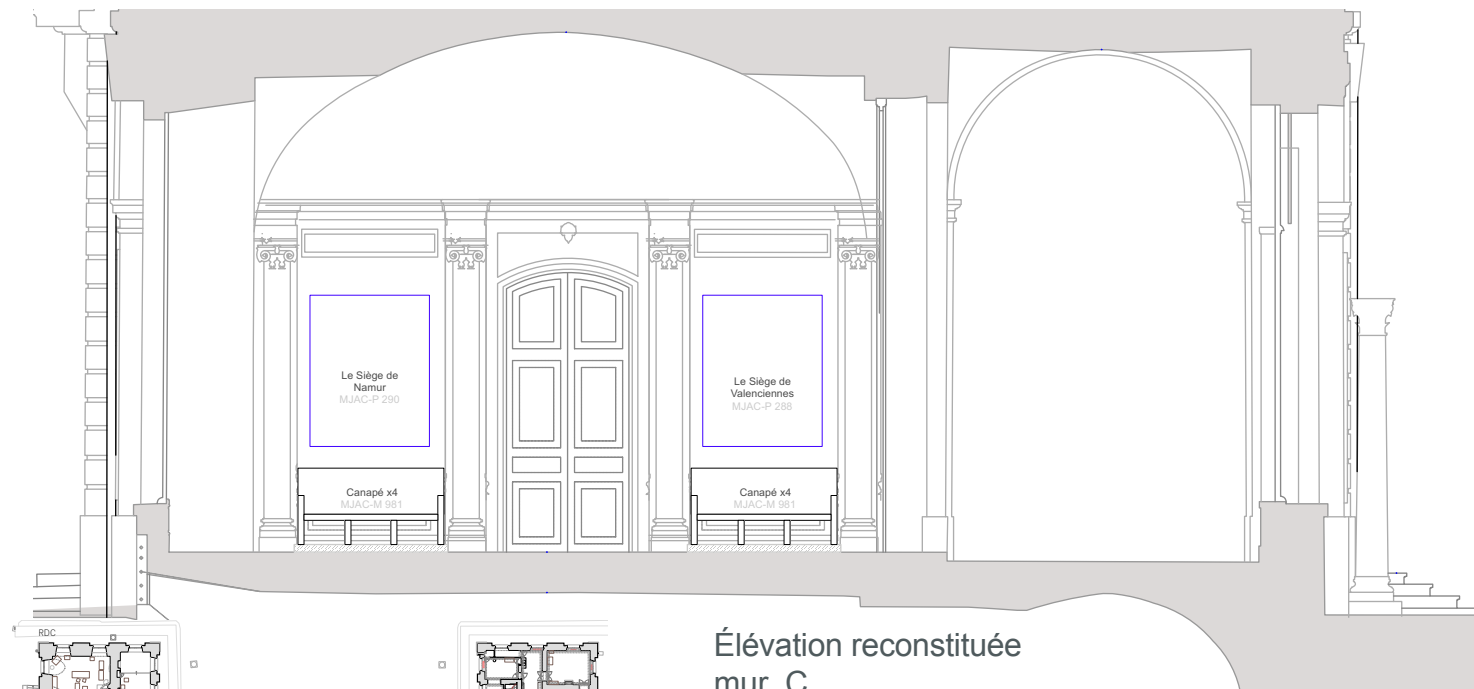 Le Siège de
Namur
MJAC-P 290
Le Siège de
Valenciennes
MJAC-P 288
Canapé x4
MJAC-M 981
Canapé x4
MJAC-M 981
RDC
Élévation reconstituée
mur C